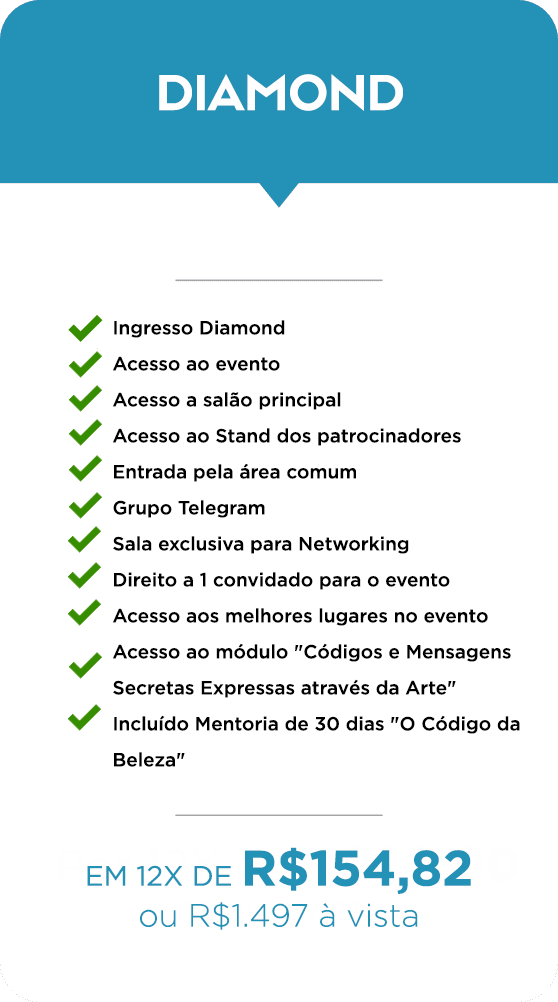 DIAMOND
Ingresso Diamond
Acesso ao evento
Acesso a salão principal
Acesso ao Stand dos patrocinadores
Entrada pela área comum
Grupo Telegram
Sala exclusiva para Networking
Direito a 1 convidado para o evento
Acesso aos melhores lugares no evento
Acesso ao módulo "Códigos e Mensagens
Secretas Expressas através da Arte"
Incluído Mentoria de 30 dias "O Código da
Beleza"
EM 12X DE R$154,82
ou R$1.497 à vista